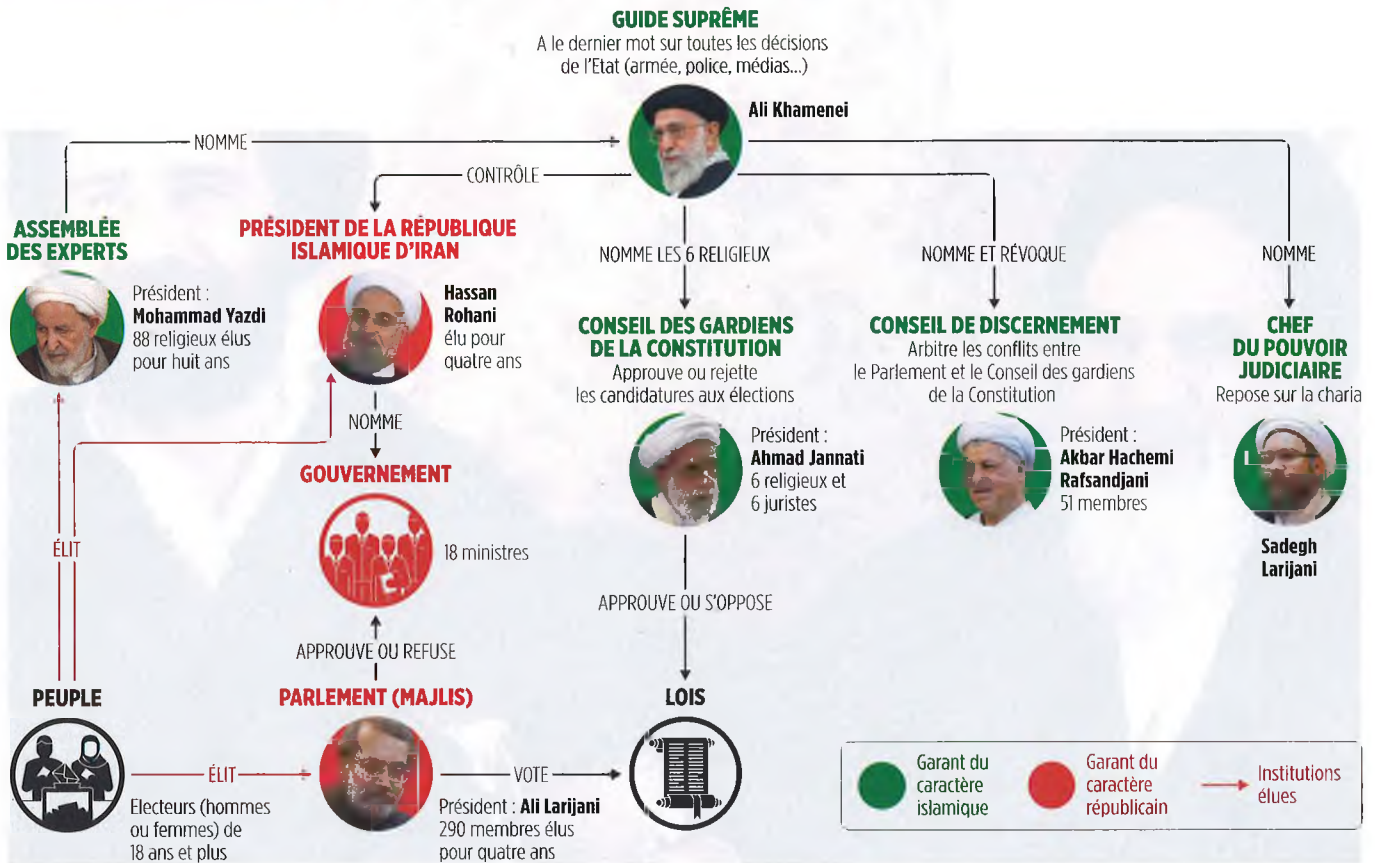 GUIDE SUPRÊME
A le dernier mot sur toutes les décisions
de l'Etat (armée, police, médias...)
Ali Khamenei
NOMME
CONTRÔLE
ASSEMBLÉE
DES EXPERTS
Président :
Mohammad Yazdi
88 religieux élus
pour huit ans
PRÉSIDENT DE LA RÉPUBLIQUE
ISLAMIQUE D'IRAN
Hassan
Rohani
élu pour
quatre ans
NOMME LES 6 RELIGIEUX
CONSEIL DES GARDIENS
DE LA CONSTITUTION
Approuve ou rejette
les candidatures aux élections
Président :
Ahmad Jannati
6 religieux et
6 juristes
NOMME ET RÉVOQUE
CONSEIL DE DISCERNEMENT
Arbitre les conflits entre
le Parlement et le Conseil des gardiens
de la Constitution
Président :
Akbar Hachemi
Rafsandjani
51 membres
NOMME
CHEF
DU POUVOIR
JUDICIAIRE
Repose sur la charia
Sadegh
Larijani
NOMME
GOUVERNEMENT
18 ministres
ÉLIT
APPROUVE OU REFUSE
APPROUVE OU S'OPPOSE
PEUPLE
Electeurs (hommes
ou femmes) de
18 ans et plus
ÉLIT
PARLEMENT (MAJLIS)
Président : Ali Larijani
290 membres élus
pour quatre ans
VOTE
LOIS
Garant du
caractère
islamique
Garant du
caractère
républicain
Institutions
élues